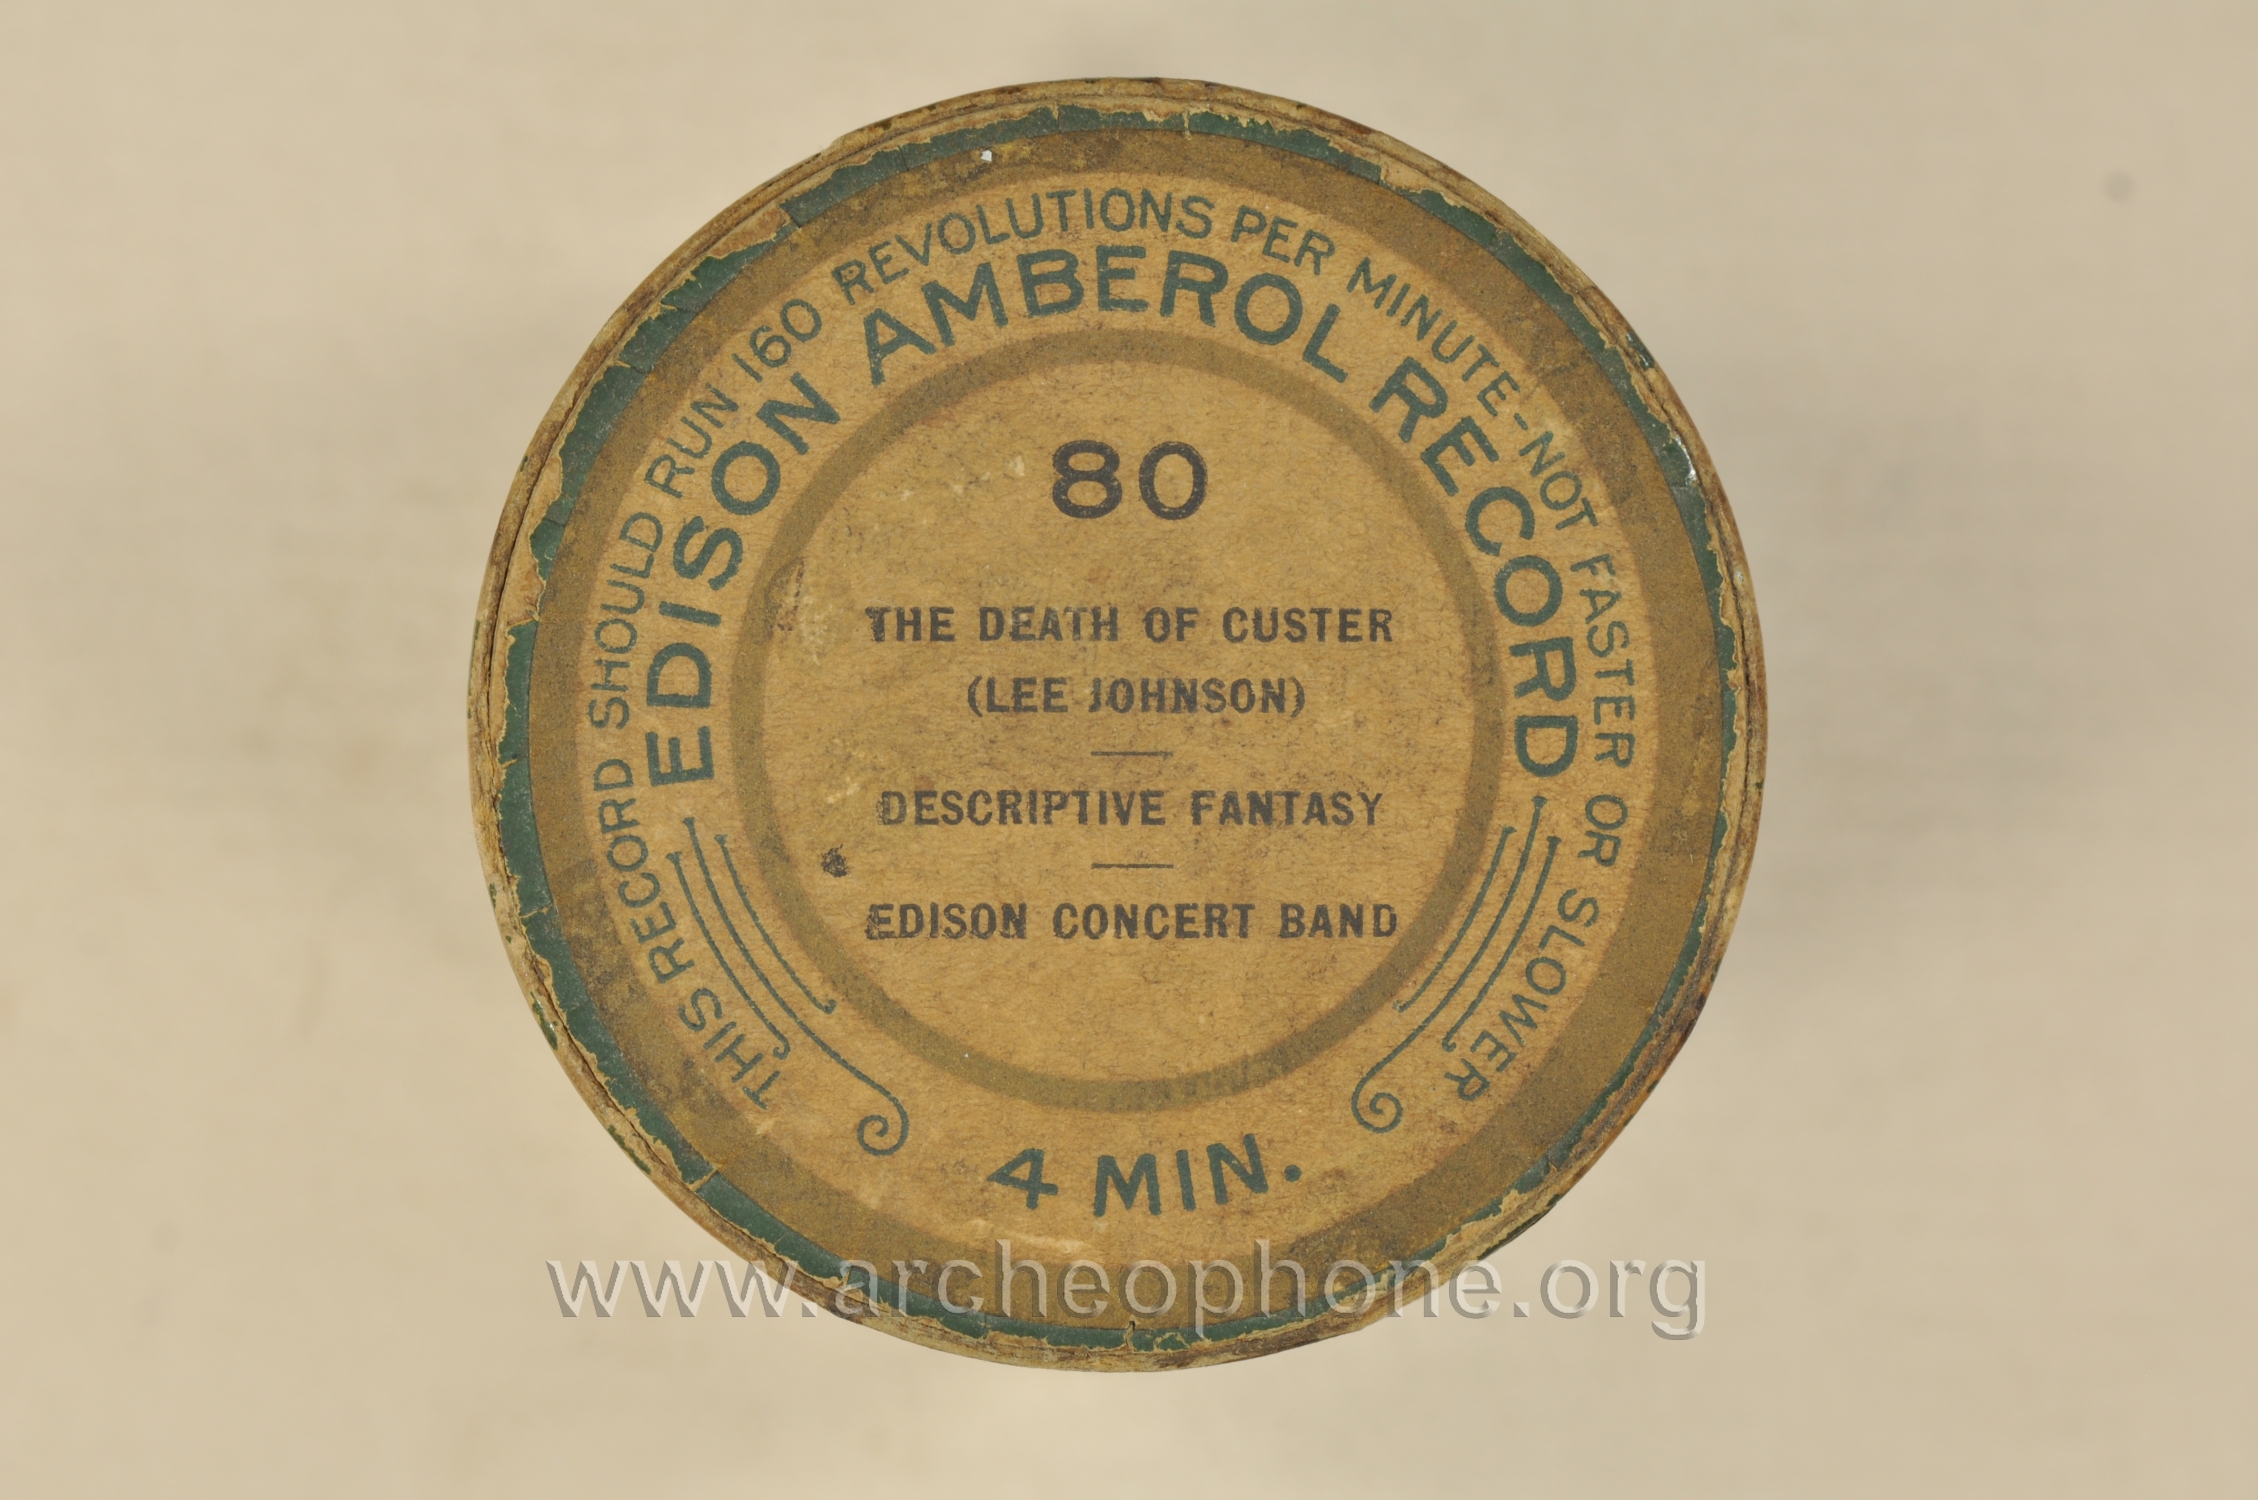 THIS RECORD SHOULD RUN 160 REVOLUTIONS PER MINUTE-NOT FASTER OR SLOWER
EDISON AMBEROL RECORD
80
THE DEATH OF CUSTER
(LEE JOHNSON)
DESCRIPTIVE FANTASY
EDISON CONCERT BAND
4 MIN.
www.archeophone.org